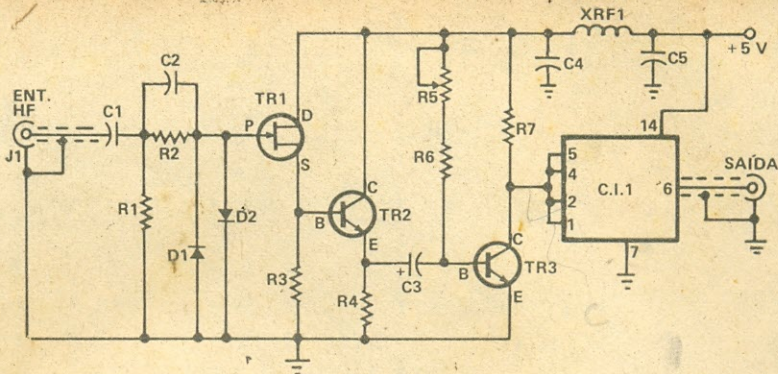 XRF1
+5 V
C2
C4
C5
ENT.
HF
C1
TR1
D
R5
P
14
J1
R2
S
R7
R6
5
4
2
1
C.I.1
6
SAÍDA
R1
D2
C
TR2
B
E
7
D1
R3
R4
+
C3
B
C
TR3
E